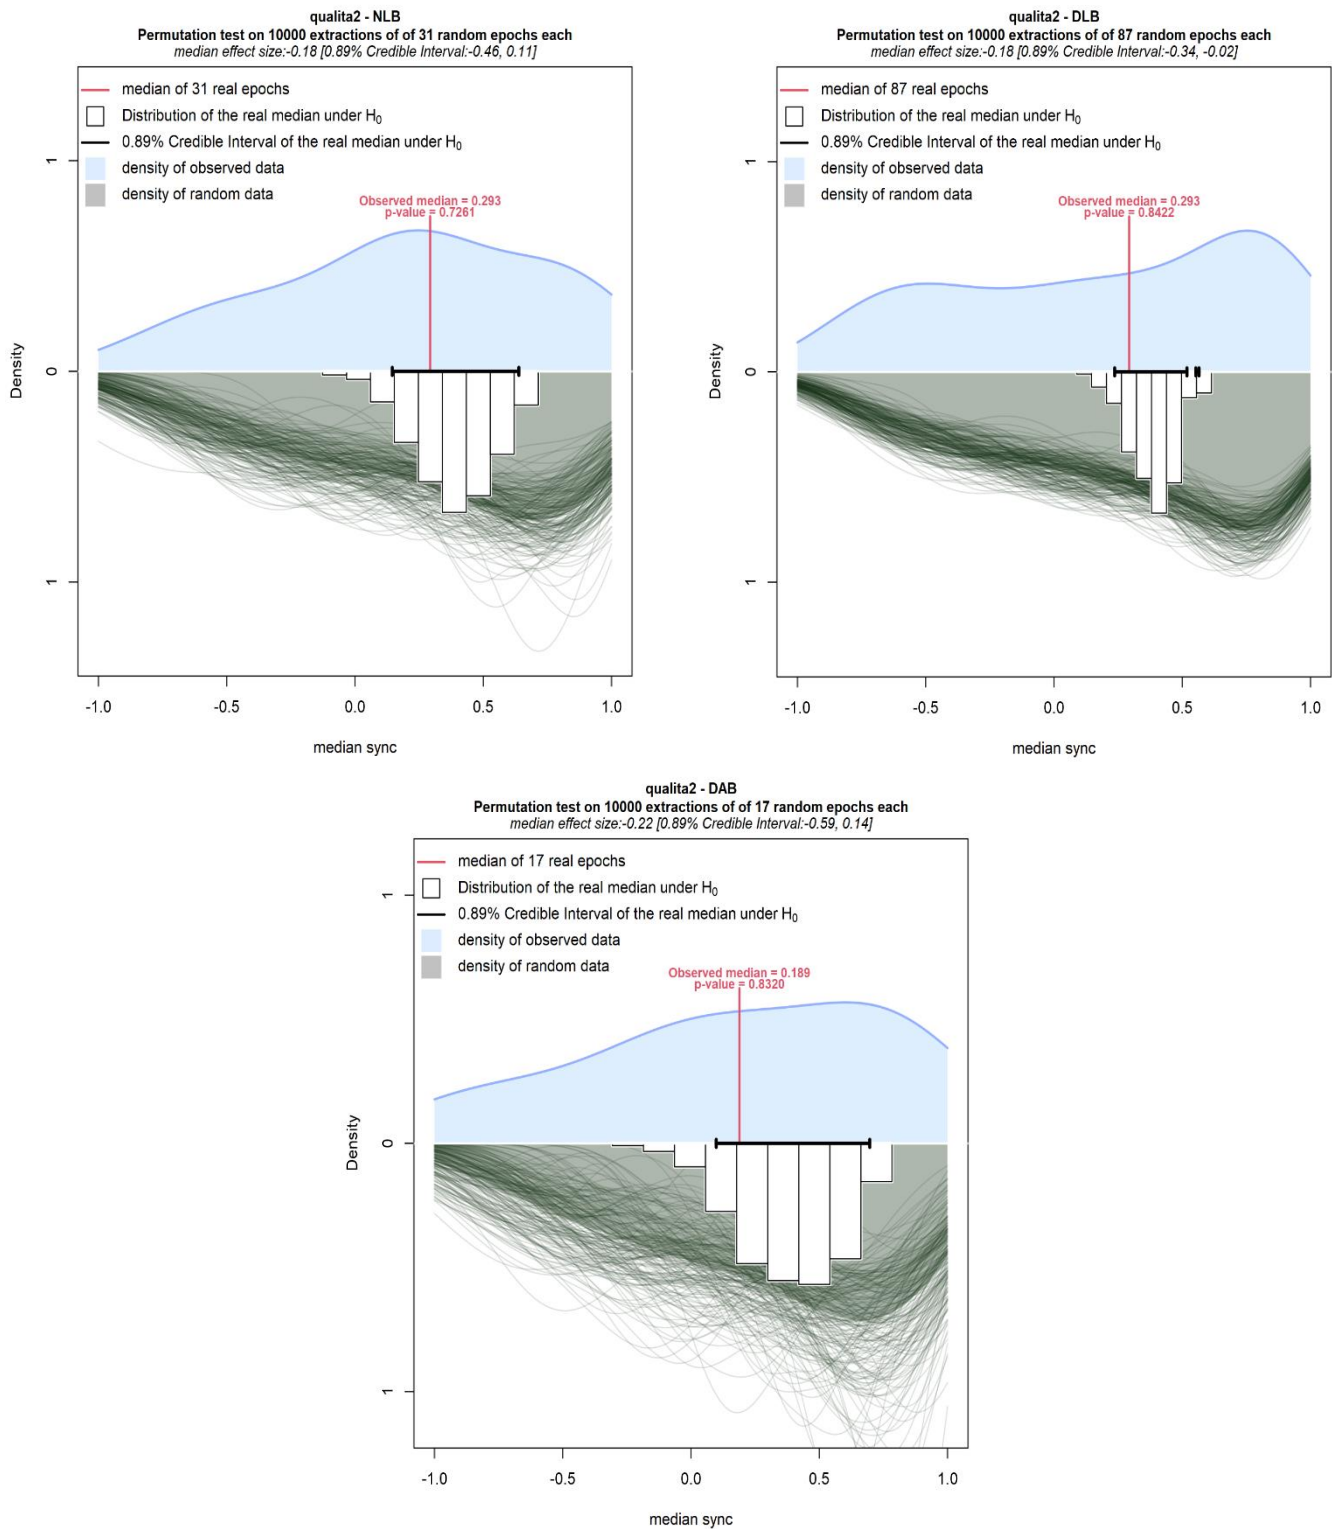 qualita2 - NLB
Permutation test on 10000 extractions of of 31 random epochs each
median effect size:-0.18 [0.89% Credible Interval:-0.46, 0.11]
median of 31 real epochs
Distribution of the real median under H₀
0.89% Credible Interval of the real median under H₀
density of observed data
density of random data
Observed median = 0.293
p-value = 0.7261
1
0
1
Density
-1.0 -0.5 0.0 0.5 1.0
median sync
qualita2 - DLB
Permutation test on 10000 extractions of of 87 random epochs each
median effect size:-0.18 [0.89% Credible Interval:-0.34, -0.02]
median of 87 real epochs
Distribution of the real median under H₀
0.89% Credible Interval of the real median under H₀
density of observed data
density of random data
Observed median = 0.293
p-value = 0.8422
1
0
1
Density
-1.0 -0.5 0.0 0.5 1.0
median sync
qualita2 - DAB
Permutation test on 10000 extractions of of 17 random epochs each
median effect size:-0.22 [0.89% Credible Interval:-0.59, 0.14]
median of 17 real epochs
Distribution of the real median under H₀
0.89% Credible Interval of the real median under H₀
density of observed data
density of random data
Observed median = 0.189
p-value = 0.8320
1
0
1
Density
-1.0 -0.5 0.0 0.5 1.0
median sync